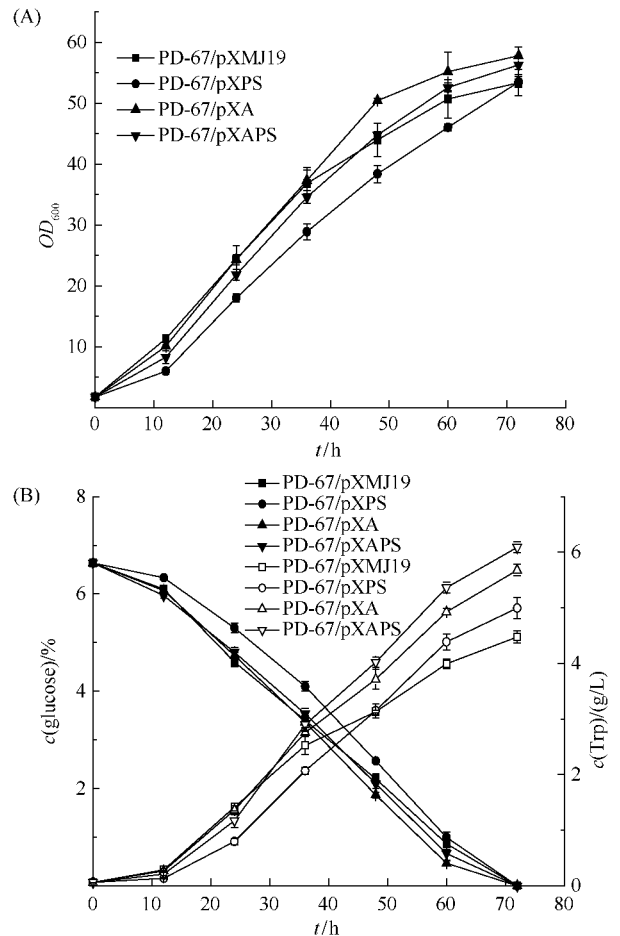 (A)
60
50
40
30
20
10
OD600
PD-67/pXMJ19
PD-67/pXPS
PD-67/pXA
PD-67/pXAPS
0 10 20 30 40 50 60 70 80
t/h
(B)
8
6
4
2
0
c(glucose)/%
PD-67/pXMJ19
PD-67/pXPS
PD-67/pXA
PD-67/pXAPS
PD-67/pXMJ19
PD-67/pXPS
PD-67/pXA
PD-67/pXAPS
6
4
2
0
c(Trp)/(g/L)
0 10 20 30 40 50 60 70 80
t/h